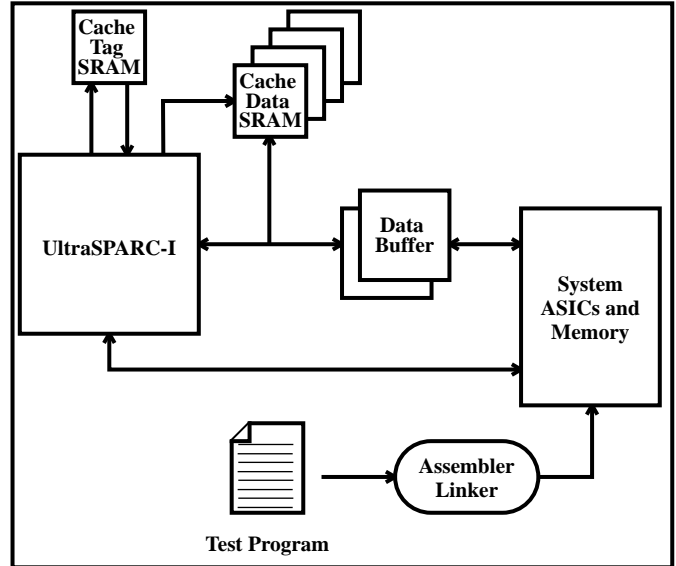 Cache
Tag
SRAM
Cache
Data
SRAM
UltraSPARC-I
Data
Buffer
System
ASICs and
Memory
Assembler
Linker
Test Program